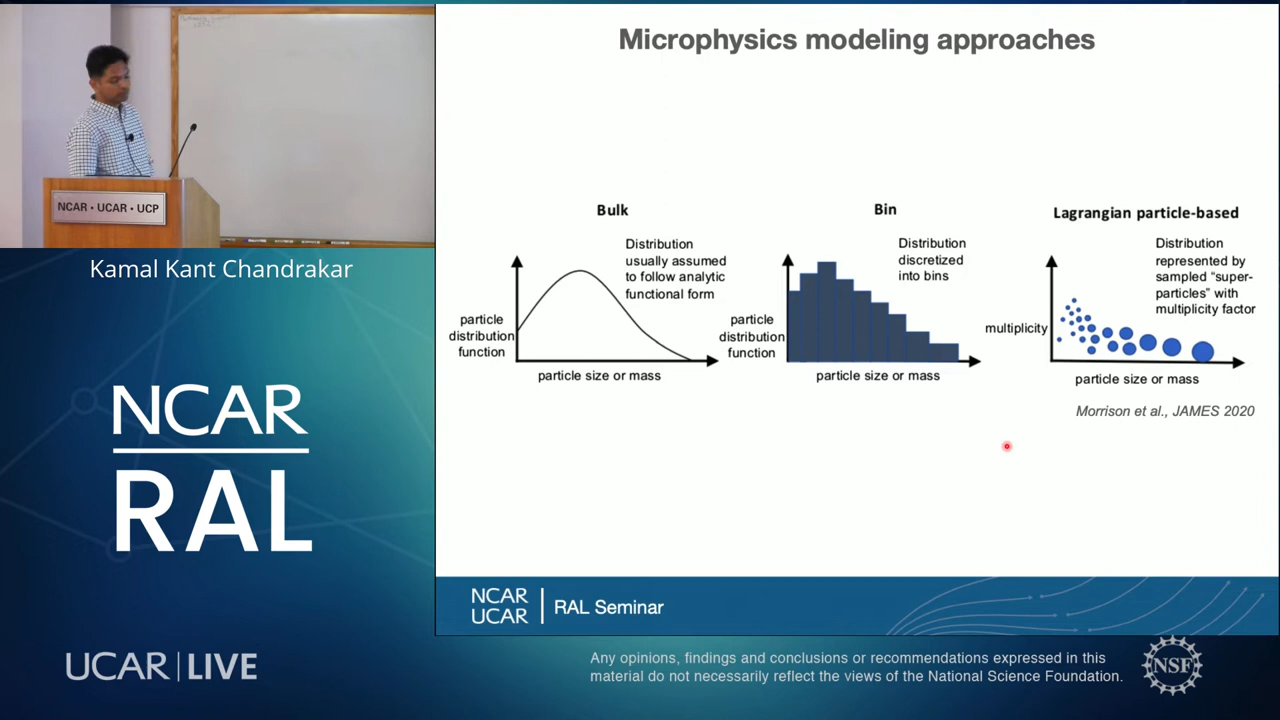 NCAR • UCAR • UCP
Kamal Kant Chandrakar
NCAR
RAL
UCAR | LIVE
Microphysics modeling approaches
Bulk
Distribution
usually assumed
to follow analytic
functional form
particle
distribution
function
particle size or mass
Bin
Distribution
discretized
into bins
particle
distribution
function
particle size or mass
Lagrangian particle-based
Distribution
represented by
sampled “super-
particles” with
multiplicity factor
multiplicity
particle size or mass
Morrison et al., JAMES 2020
NCAR
UCAR
RAL Seminar
Any opinions, findings and conclusions or recommendations expressed in this
material do not necessarily reflect the views of the National Science Foundation.
NSF